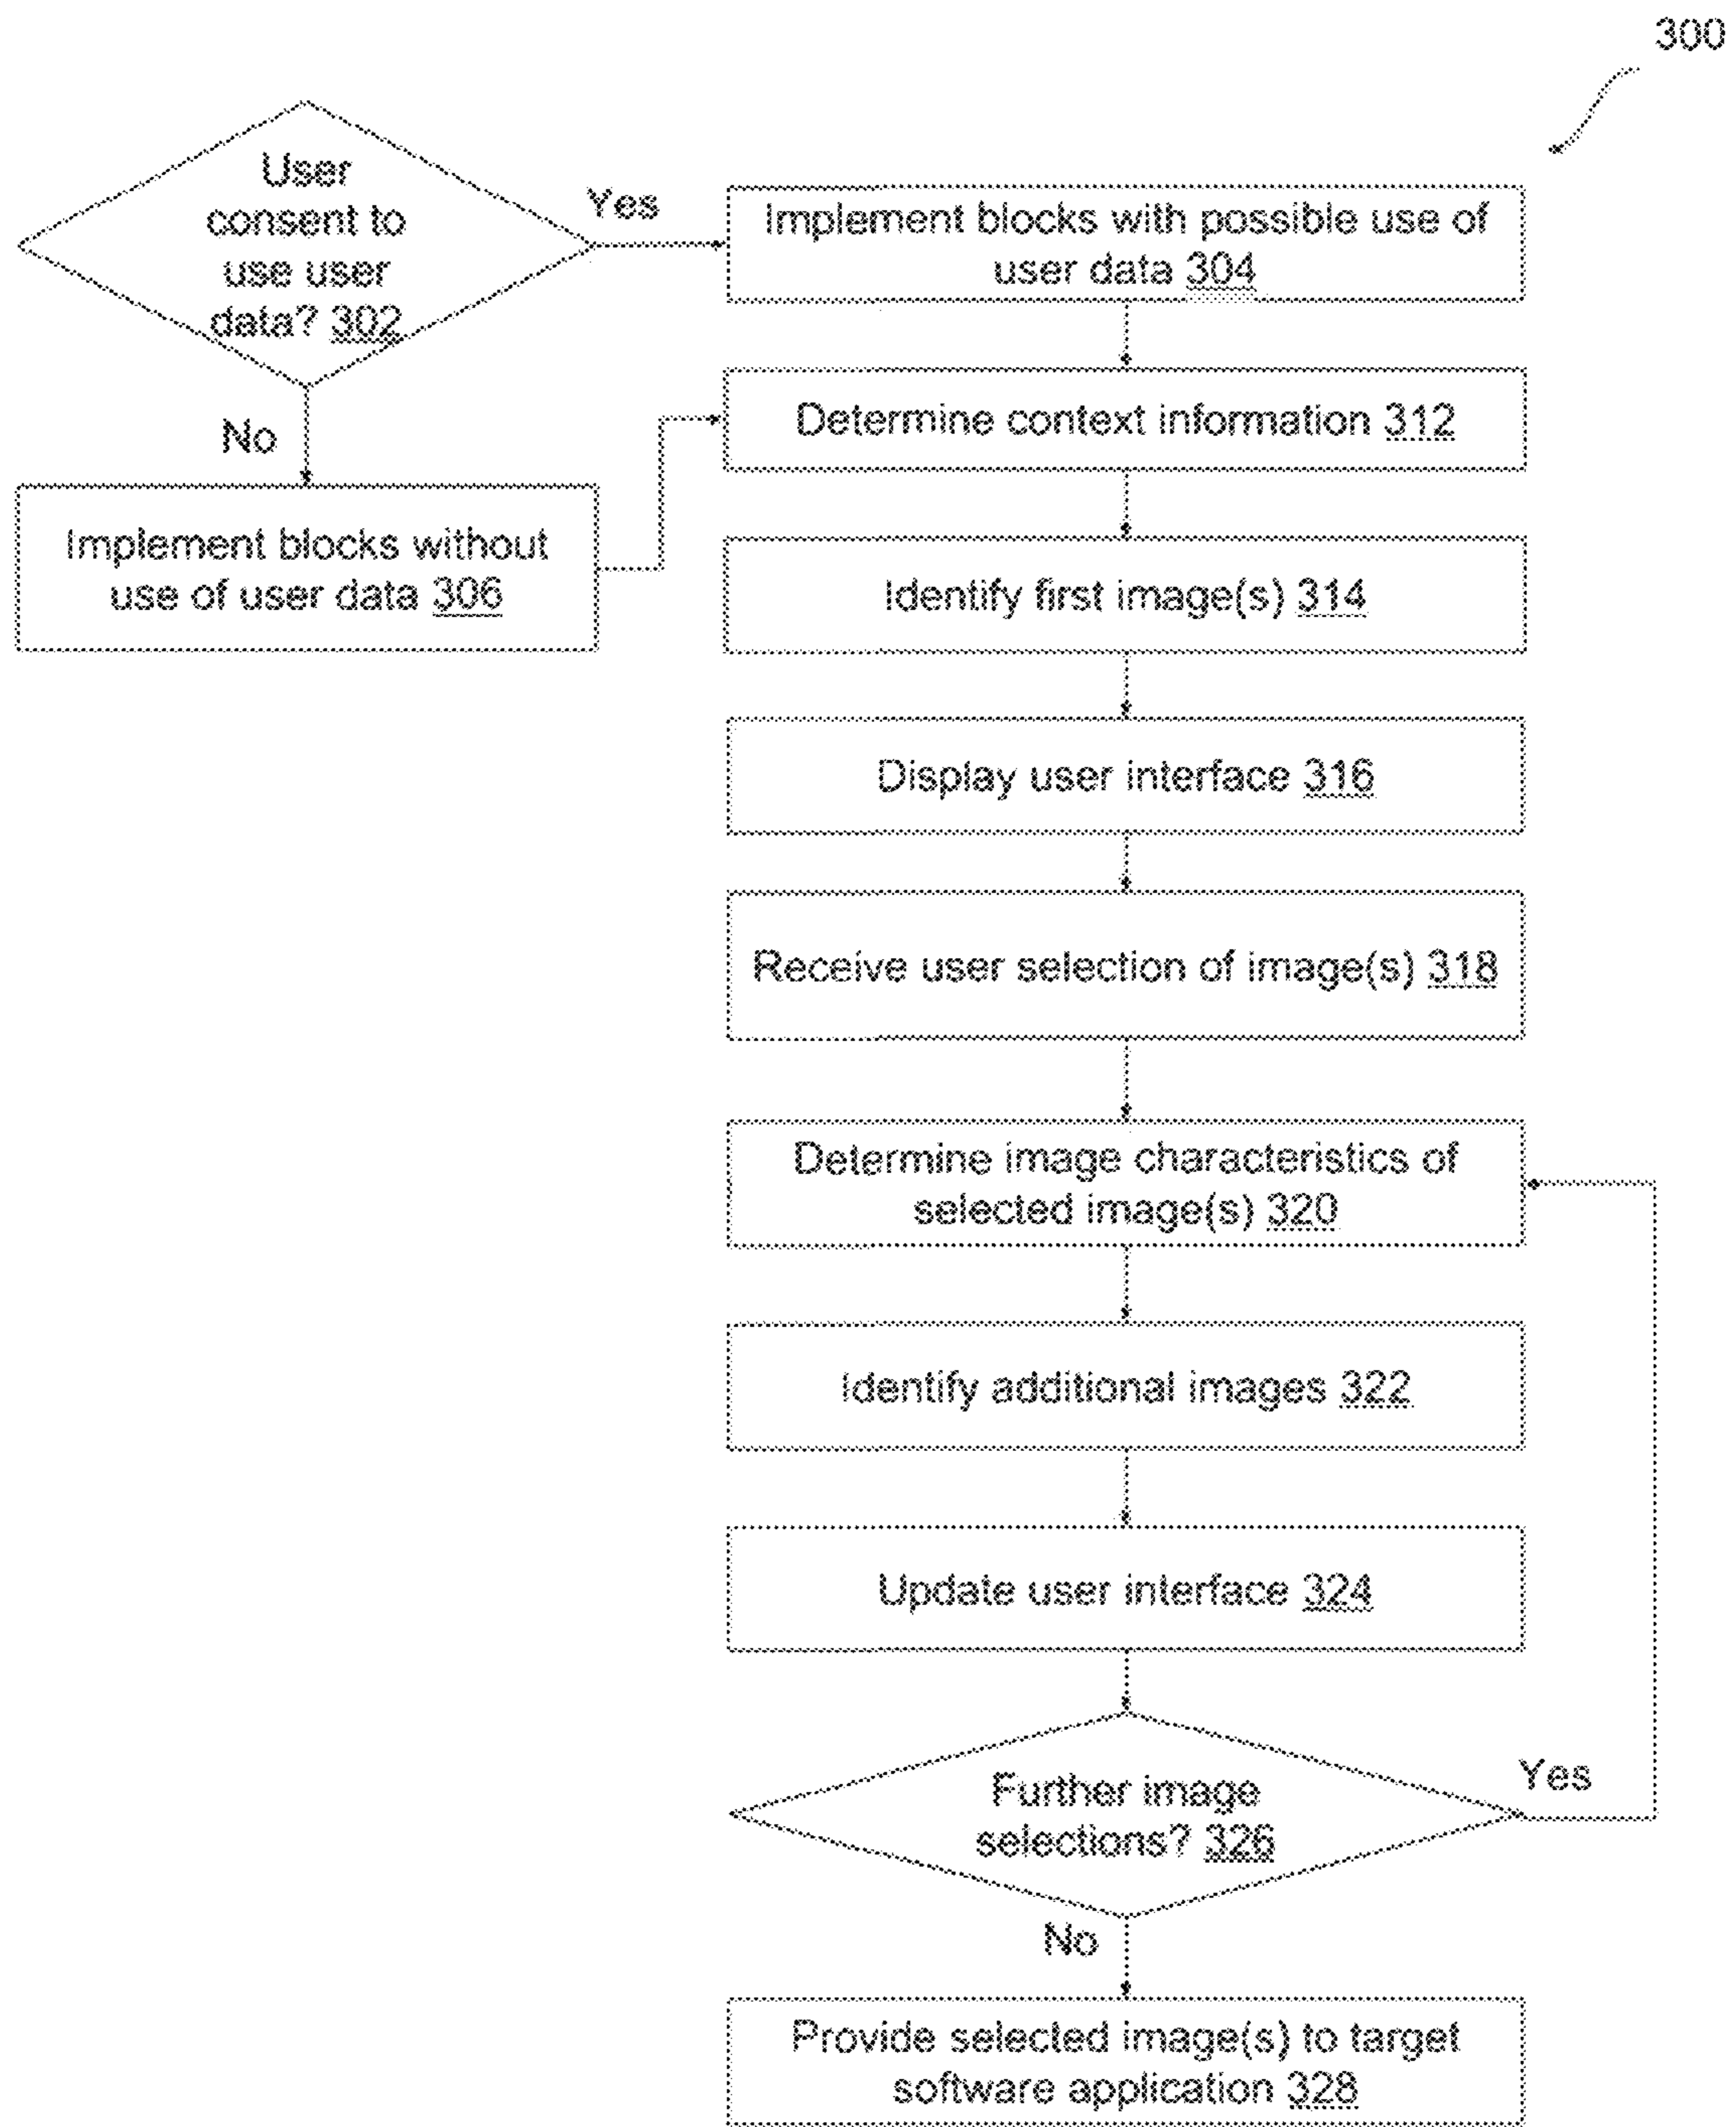 300
User
consent to
use user
data? 302
Yes
Implement blocks with possible use of
user data 304
No
Implement blocks without
use of user data 306
Determine context information 312
Identify first image(s) 314
Display user interface 316
Receive user selection of image(s) 318
Determine image characteristics of
selected image(s) 320
Identify additional images 322
Update user interface 324
Further image
selections? 326
Yes
No
Provide selected image(s) to target
software application 328